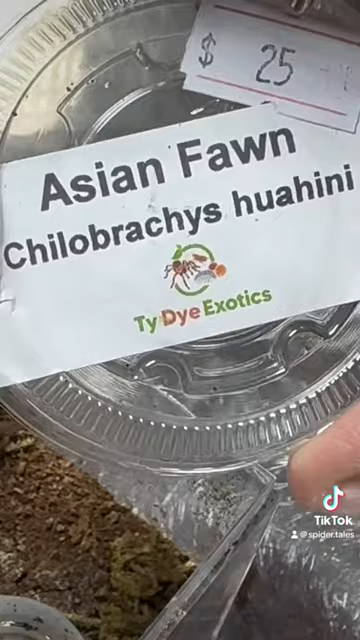 $ 25
Asian Fawn
Chilobrachys huahini
Ty Dye Exotics
TikTok
@spider.tales